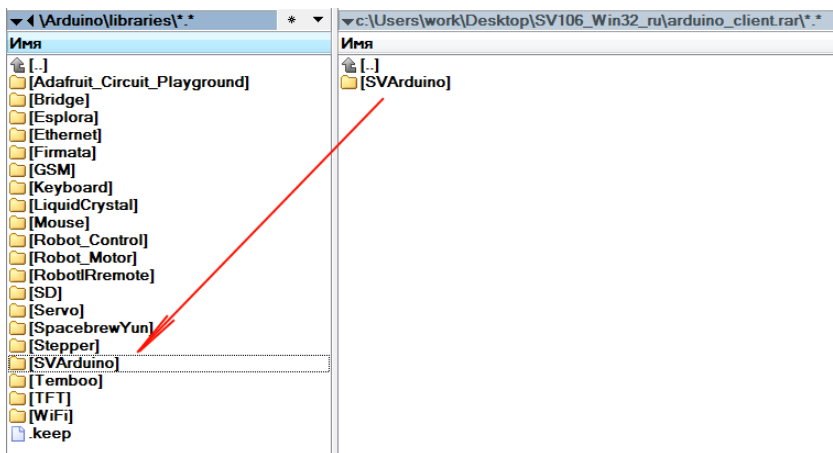 \Arduino\libraries\*.*
Имя
[..]
[Adafruit_Circuit_Playground]
[Bridge]
[Esplora]
[Ethernet]
[Firmata]
[GSM]
[Keyboard]
[LiquidCrystal]
[Mouse]
[Robot_Control]
[Robot_Motor]
[RobotIRremote]
[SD]
[Servo]
[SpacebrewYun]
[Stepper]
[SVArduino]
[Temboo]
[TFT]
[WiFi]
.keep
c:\Users\work\Desktop\SV106_Win32_ru\arduino_client.rar\*.*
Имя
[..]
[SVArduino]